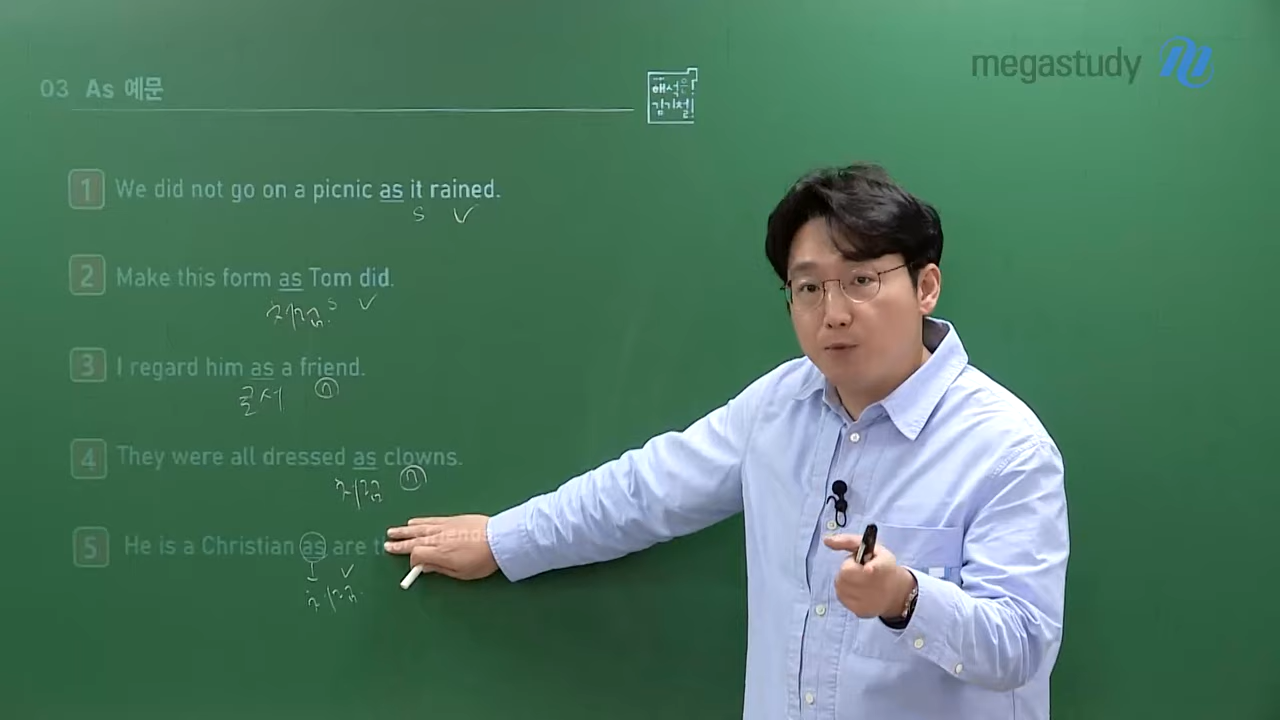 megastudy
03 As 예문
해석은!
김기철!
1 We did not go on a picnic as it rained.
S V
2 Make this form as Tom did.
처럼 S V
3 I regard him as a friend.
로서 n
4 They were all dressed as clowns.
처럼 n
5 He is a Christian as are friends
V
처럼